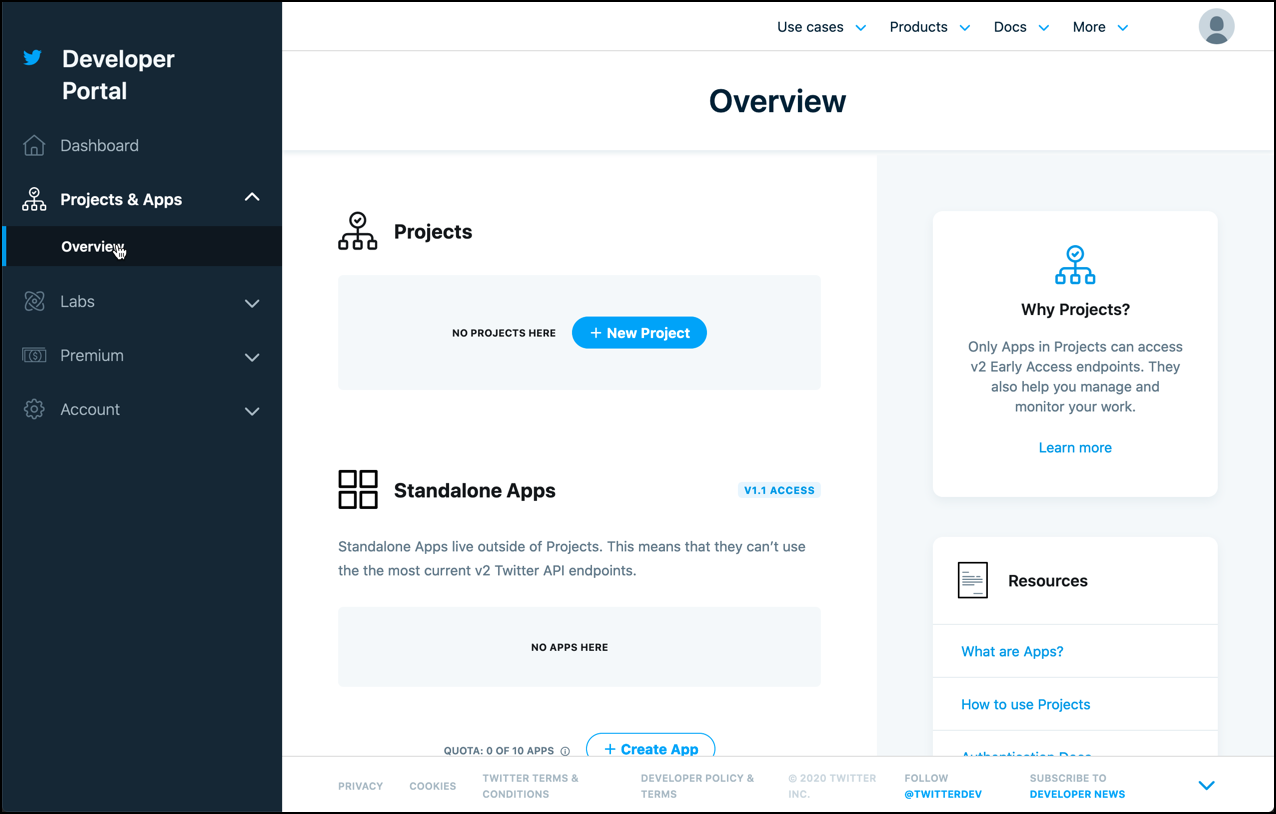 Developer
Portal
Dashboard
Projects & Apps
Overview
Labs
Premium
Account
Use cases
Products
Docs
More
Overview
Projects
NO PROJECTS HERE
+ New Project
Standalone Apps
V1.1 ACCESS
Standalone Apps live outside of Projects. This means that they can’t use
the the most current v2 Twitter API endpoints.
NO APPS HERE
QUOTA: 0 OF 10 APPS
+ Create App
Why Projects?
Only Apps in Projects can access
v2 Early Access endpoints. They
also help you manage and
monitor your work.
Learn more
Resources
What are Apps?
How to use Projects
Authentication Docs
PRIVACY
COOKIES
TWITTER TERMS &
CONDITIONS
DEVELOPER POLICY &
TERMS
© 2020 TWITTER
INC.
FOLLOW
@TWITTERDEV
SUBSCRIBE TO
DEVELOPER NEWS